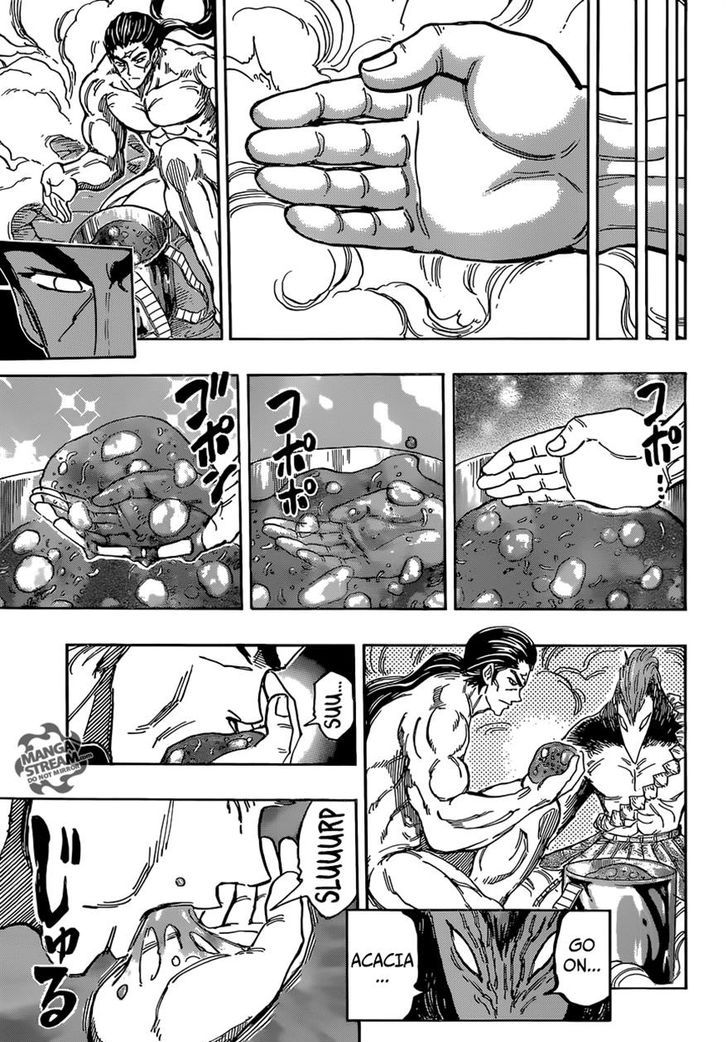 コポ…
コポポ
ゴポン
GO
ON...
ACACIA
...
SUU...
SLUUURP
じゅる
MANGA
STREAM.com
DO NOT MIRROR